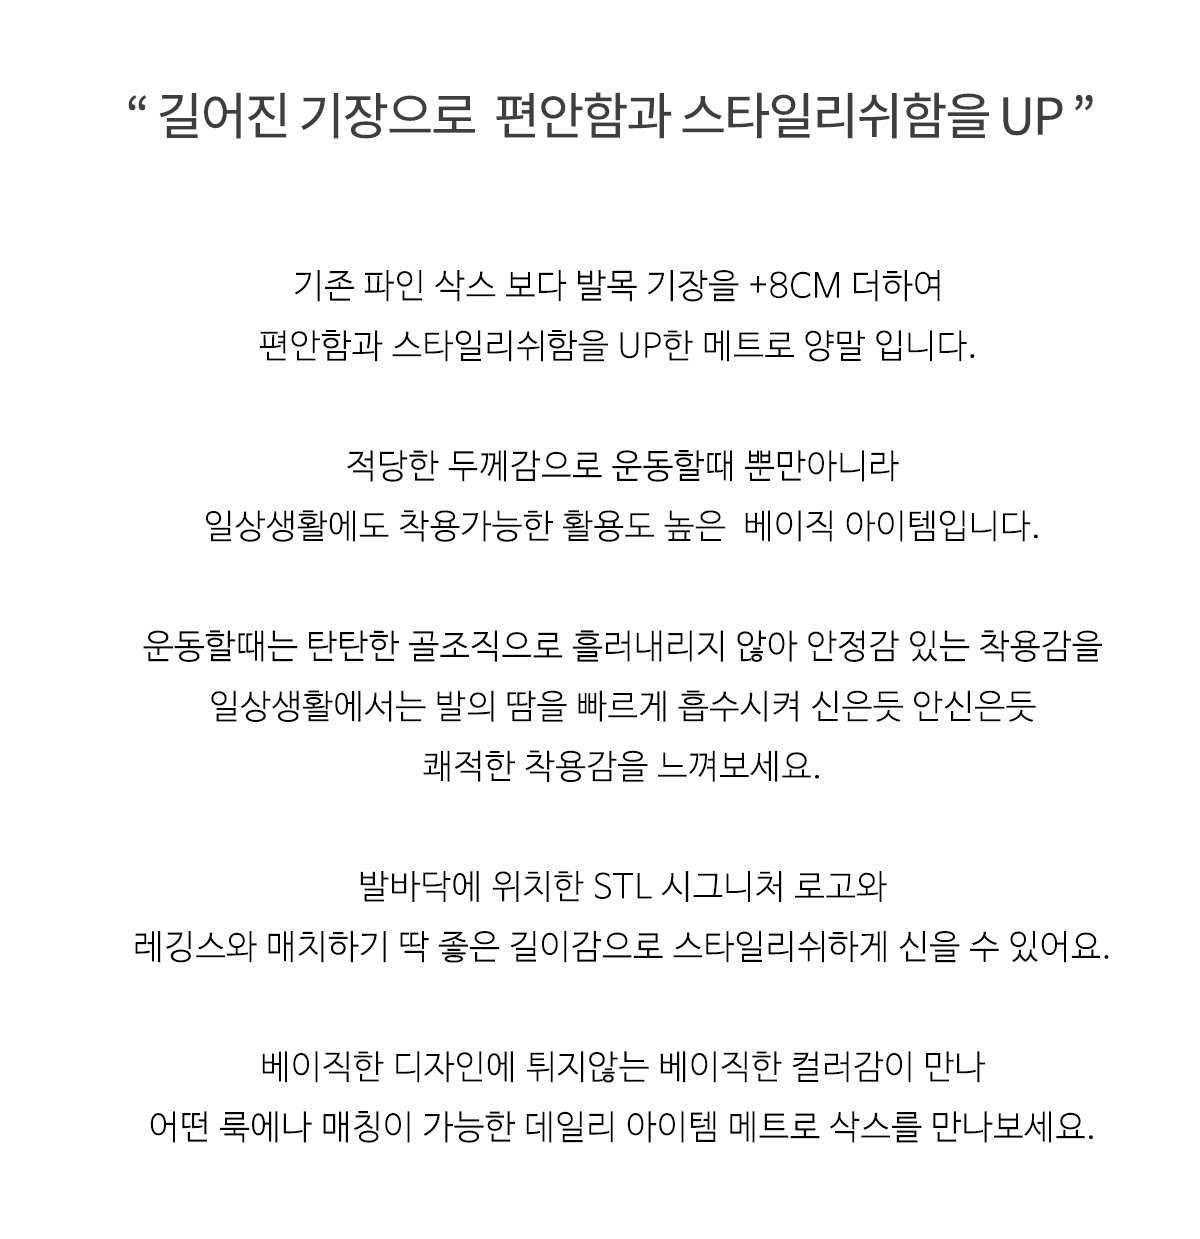 “ 길어진 기장으로 편안함과 스타일리쉬함을 UP ”
기존 파인 삭스 보다 발목 기장을 +8CM 더하여
편안함과 스타일리쉬함을 UP한 메트로 양말 입니다.
적당한 두께감으로 운동할때 뿐만아니라
일상생활에도 착용가능한 활용도 높은 베이직 아이템입니다.
운동할때는 탄탄한 골조직으로 흘러내리지 않아 안정감 있는 착용감을
일상생활에서는 발의 땀을 빠르게 흡수시켜 신은듯 안신은듯
쾌적한 착용감을 느껴보세요.
발바닥에 위치한 STL 시그니처 로고와
레깅스와 매치하기 딱 좋은 길이감으로 스타일리쉬하게 신을 수 있어요.
베이직한 디자인에 튀지않는 베이직한 컬러감이 만나
어떤 룩에나 매칭이 가능한 데일리 아이템 메트로 삭스를 만나보세요.